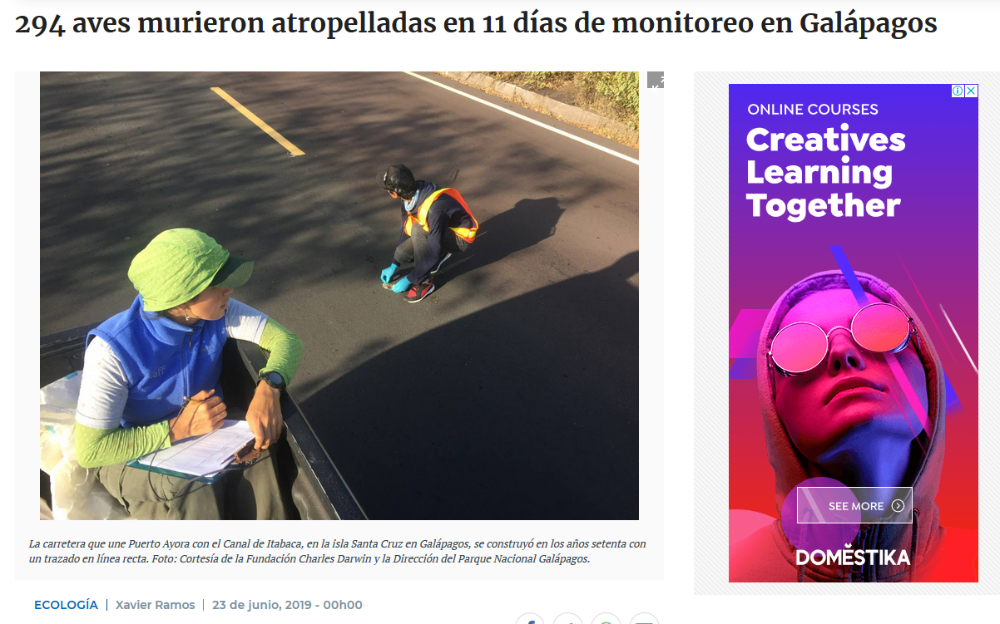 294 aves murieron atropelladas en 11 días de monitoreo en Galápagos
ONLINE COURSES
Creatives
Learning
Together
SEE MORE
DOMĔSTIKA
La carretera que une Puerto Ayora con el Canal de Itabaca, en la isla Santa Cruz en Galápagos, se construyó en los años setenta con
un trazado en línea recta. Foto: Cortesía de la Fundación Charles Darwin y la Dirección del Parque Nacional Galápagos.
ECOLOGÍA | Xavier Ramos | 23 de junio, 2019 - 00h00